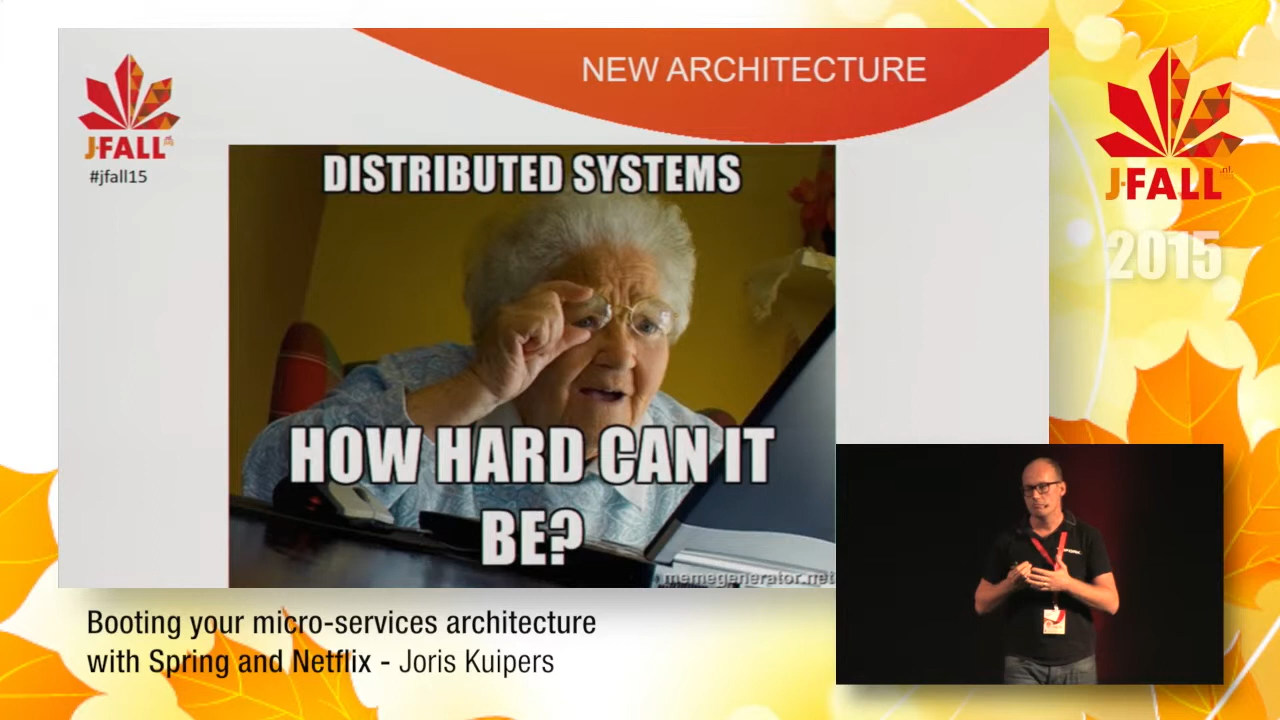 NEW ARCHITECTURE
J-FALL
#jfall15
DISTRIBUTED SYSTEMS
HOW HARD CAN IT
BE?
memegenerator.net
J-FALL
.nl
2015
Booting your micro-services architecture
with Spring and Netflix - Joris Kuipers